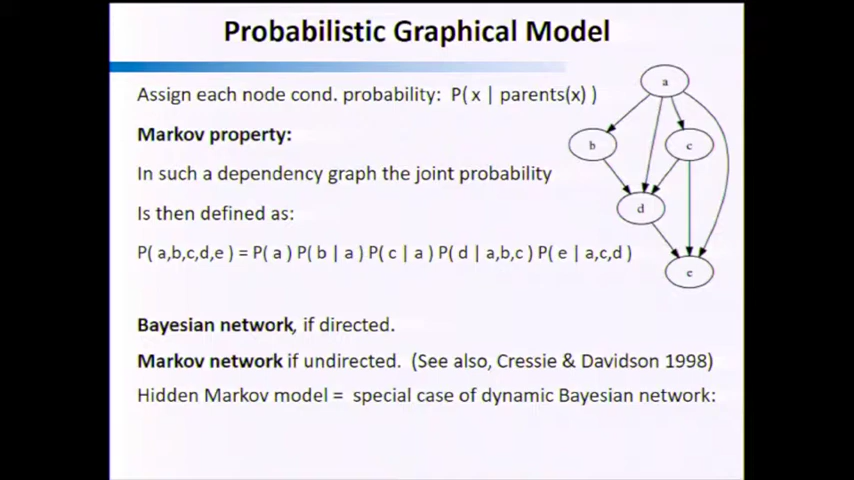 Probabilistic Graphical Model
Assign each node cond. probability: P( x | parents(x) )
Markov property:
In such a dependency graph the joint probability
Is then defined as:
P( a,b,c,d,e ) = P( a ) P( b | a ) P( c | a ) P( d | a,b,c ) P( e | a,c,d )
Bayesian network, if directed.
Markov network if undirected. (See also, Cressie & Davidson 1998)
Hidden Markov model = special case of dynamic Bayesian network:
a
b
c
d
e